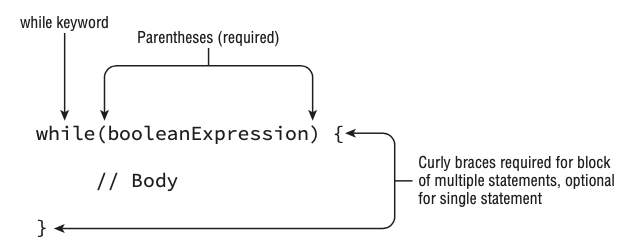 while keyword
Parentheses (required)
while(booleanExpression) {
// Body
Curly braces required for block
of multiple statements, optional
for single statement
}